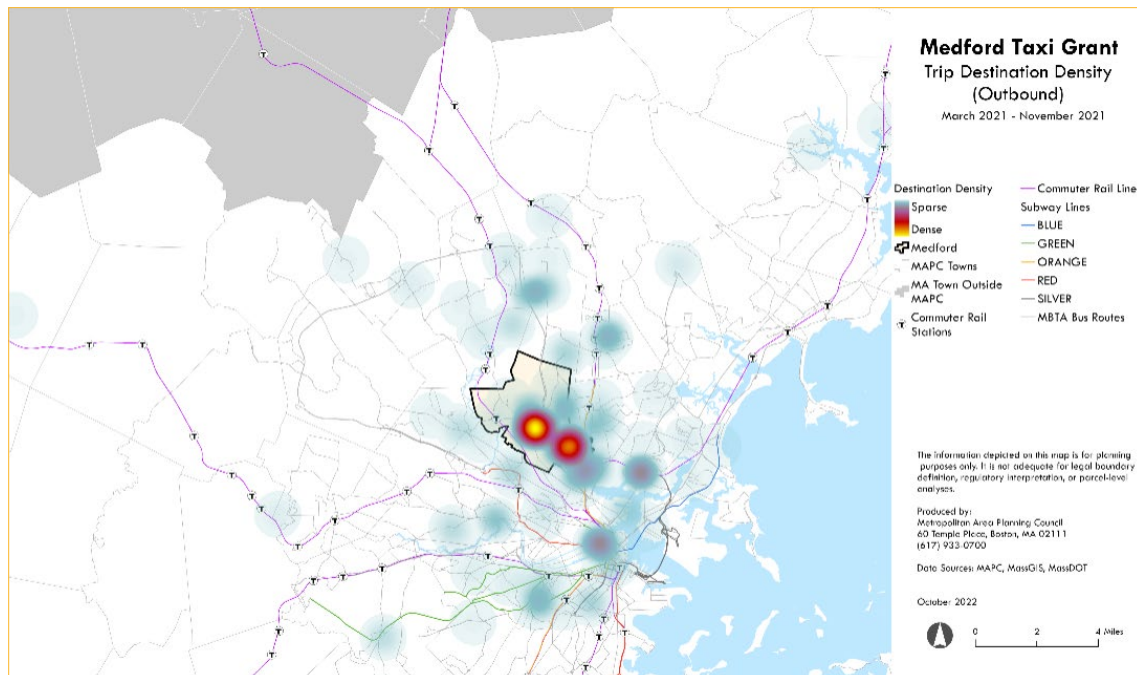 Medford Taxi Grant
Trip Destination Density
(Outbound)
March 2021 - November 2021
Destination Density
Sparse
Dense
Medford
MAPC Towns
MA Town Outside
MAPC
Commuter Rail
Stations
Commuter Rail Line
Subway Lines
BLUE
GREEN
ORANGE
RED
SILVER
MBTA Bus Routes
The information depicted on this map is for planning
purposes only. It is not adequate for legal boundary
definition, regulatory interpretation, or parcel-level
analyses.
Produced by:
Metropolitan Area Planning Council
60 Temple Place, Boston, MA 02111
(617) 933-0700
Data Sources: MAPC, MassGIS, MassDOT
October 2022
0 2 4 Miles